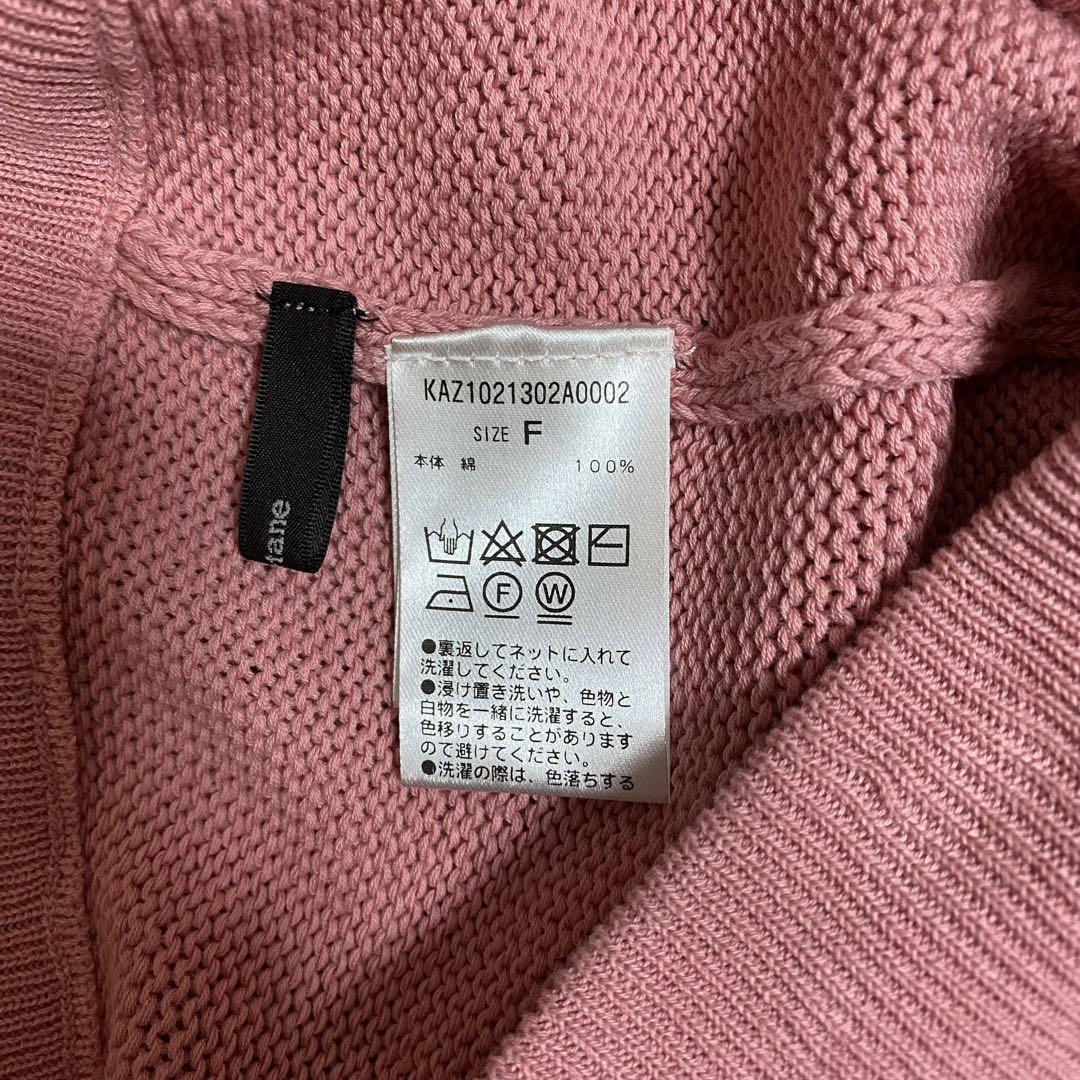 KAZ1021302A0002
SIZE F
本体 綿 100%
F W
●裏返してネットに入れて
洗濯してください。
●浸け置き洗いや、色物と
白物を一緒に洗濯すると、
色移りすることがあります
ので避けてください。
●洗濯の際は、色落ちする
tane